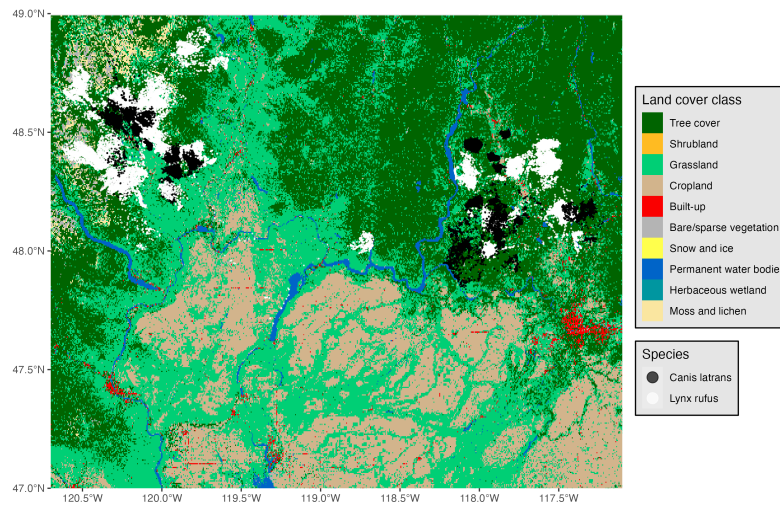 49.0°N
48.5°N
48.0°N
47.5°N
47.0°N
120.5°W 120.0°W 119.5°W 119.0°W 118.5°W 118.0°W 117.5°W
Land cover class
Tree cover
Shrubland
Grassland
Cropland
Built-up
Bare/sparse vegetation
Snow and ice
Permanent water bodie
Herbaceous wetland
Moss and lichen
Species
Canis latrans
Lynx rufus